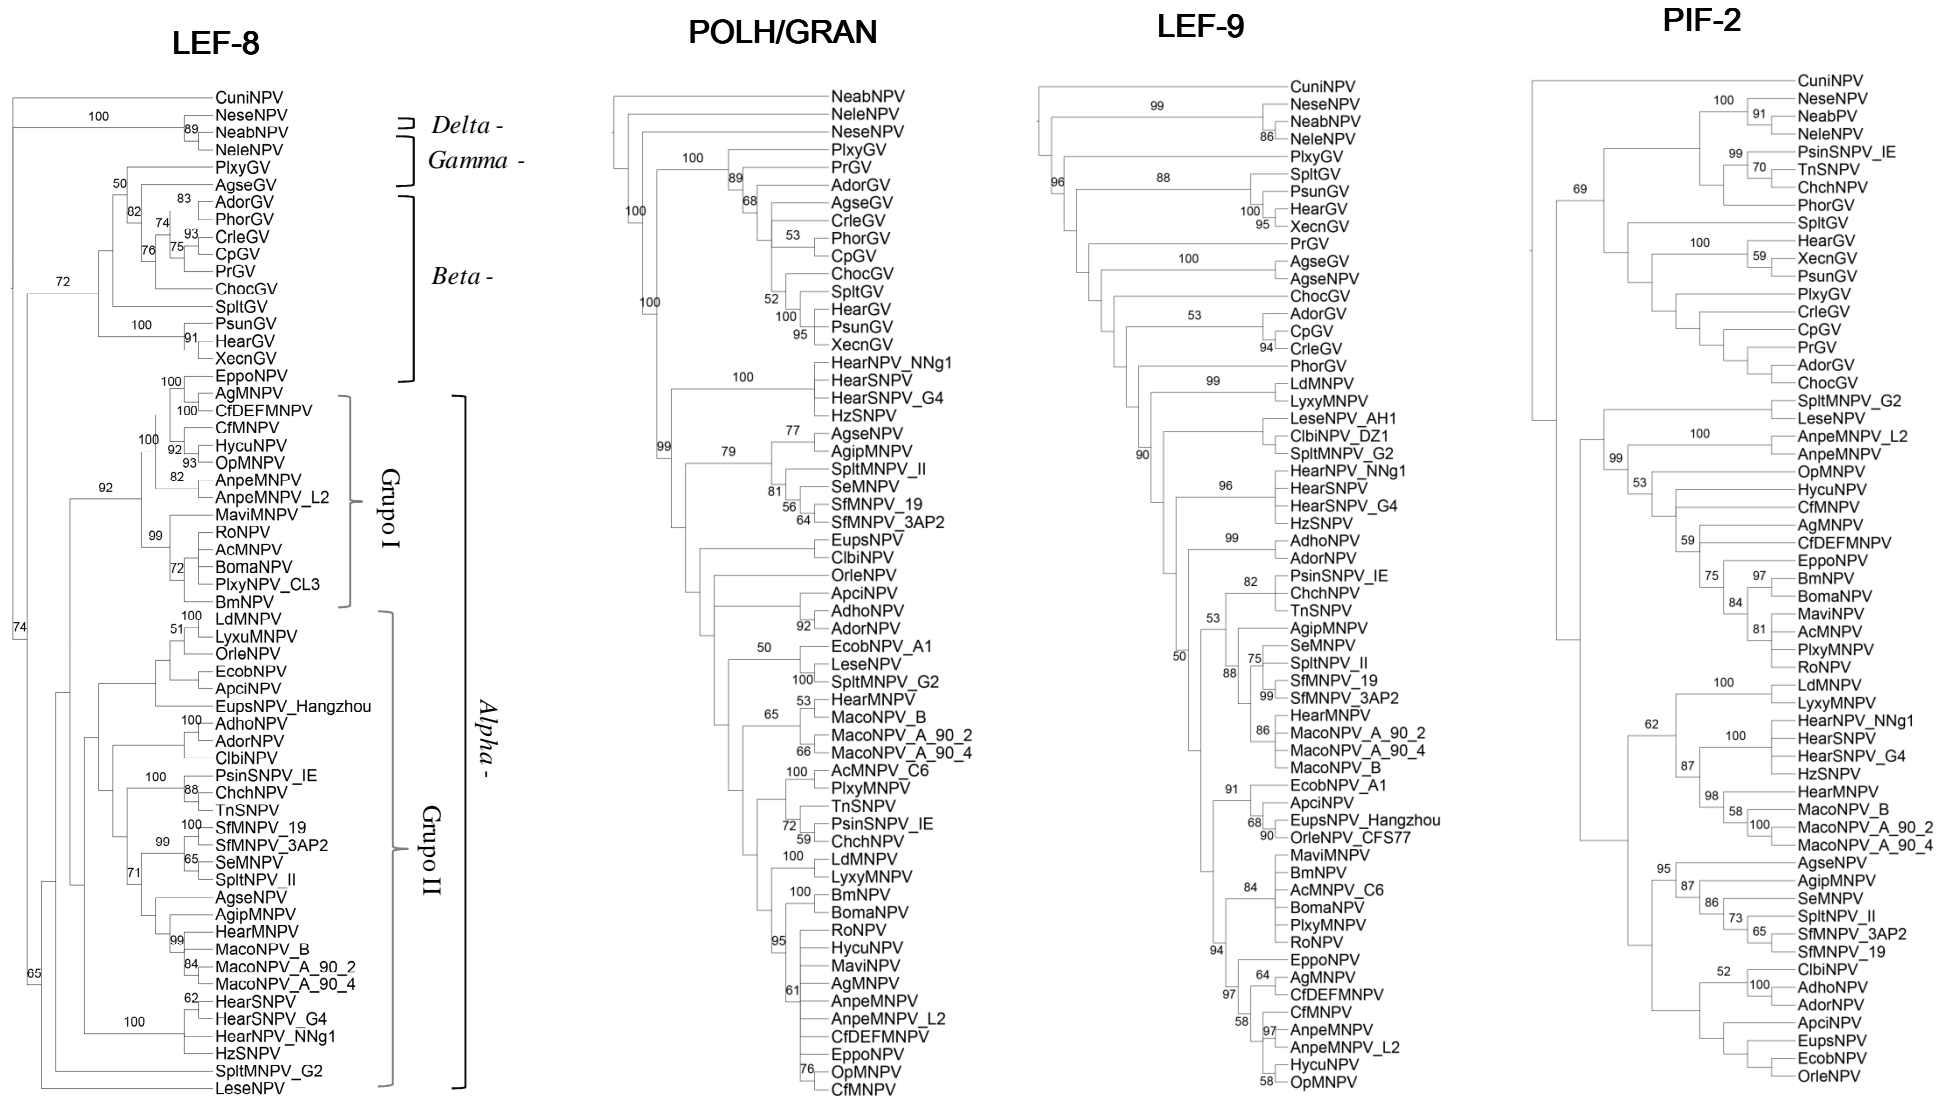 LEF-8
CuniNPV
100
NeseNPV
89
NeabNPV
NeleNPV
PlxyGV
50
AgseGV
83
AdorGV
82
PhorGV
74
93
CrleGV
76
75
CpGV
PrGV
72
ChocGV
SpltGV
100
PsunGV
91
HearGV
XecnGV
EppoNPV
100
AgMNPV
100
CfDEFMNPV
CfMNPV
100
HycuNPV
92
93
OpMNPV
82
AnpeMNPV
92
AnpeMNPV_L2
MaviMNPV
99
RoNPV
AcMNPV
72
BomaNPV
PlxyNPV_CL3
BmNPV
100
LdMNPV
74
51
LyxuMNPV
OrleNPV
EcobNPV
ApciNPV
EupsNPV_Hangzhou
100
AdhoNPV
AdorNPV
ClbiNPV
100
PsinSNPV_IE
88
ChchNPV
TnSNPV
100
SfMNPV_19
99
SfMNPV_3AP2
65
SeMNPV
71
SpltNPV_II
AgseNPV
AgipMNPV
HearMNPV
99
MacoNPV_B
84
MacoNPV_A_90_2
65
MacoNPV_A_90_4
62
HearSNPV
100
HearSNPV_G4
HearNPV_NNg1
HzSNPV
SpltMNPV_G2
LeseNPV
Delta -
Gamma -
Beta -
Grupo I
Grupo II
Alpha -
POLH/GRAN
NeabNPV
NeleNPV
NeseNPV
PlxyGV
100
PrGV
89
AdorGV
68
AgseGV
100
CrleGV
53
PhorGV
CpGV
ChocGV
SpltGV
100
52
HearGV
100
PsunGV
95
XecnGV
HearNPV_NNg1
100
HearSNPV
HearSNPV_G4
HzSNPV
77
AgseNPV
99
79
AgipMNPV
SpltMNPV_II
81
SeMNPV
56
SfMNPV_19
64
SfMNPV_3AP2
EupsNPV
ClbiNPV
OrleNPV
ApciNPV
AdhoNPV
92
AdorNPV
50
EcobNPV_A1
LeseNPV
100
SpltMNPV_G2
53
HearMNPV
65
MacoNPV_B
MacoNPV_A_90_2
66
MacoNPV_A_90_4
100
AcMNPV_C6
PlxyMNPV
TnSNPV
72
PsinSNPV_IE
59
ChchNPV
100
LdMNPV
LyxyMNPV
100
BmNPV
BomaNPV
RoNPV
95
HycuNPV
MaviNPV
AgMNPV
61
AnpeMNPV
AnpeMNPV_L2
CfDEFMNPV
EppoNPV
76
OpMNPV
CfMNPV
LEF-9
CuniNPV
99
NeseNPV
NeabNPV
86
NeleNPV
PlxyGV
96
88
SpltGV
PsunGV
100
HearGV
95
XecnGV
PrGV
100
AgseGV
AgseNPV
ChocGV
53
AdorGV
CpGV
94
CrleGV
PhorGV
99
LdMNPV
LyxyMNPV
LeseNPV_AH1
ClbiNPV_DZ1
90
SpltMNPV_G2
HearNPV_NNg1
96
HearSNPV
HearSNPV_G4
HzSNPV
99
AdhoNPV
AdorNPV
82
PsinSNPV_IE
ChchNPV
53
TnSNPV
AgipMNPV
SeMNPV
50
75
SpltNPV_II
88
SfMNPV_19
99
SfMNPV_3AP2
HearMNPV
86
MacoNPV_A_90_2
MacoNPV_A_90_4
MacoNPV_B
91
EcobNPV_A1
ApciNPV
68
EupsNPV_Hangzhou
90
OrleNPV_CFS77
MaviMNPV
BmNPV
84
AcMNPV_C6
BomaNPV
PlxyMNPV
94
RoNPV
EppoNPV
64
AgMNPV
97
CfDEFMNPV
CfMNPV
58
97
AnpeMNPV
AnpeMNPV_L2
HycuNPV
58
OpMNPV
PIF-2
CuniNPV
100
NeseNPV
91
NeabPV
NeleNPV
99
PsinSNPV_IE
70
TnSNPV
69
ChchNPV
PhorGV
SpltGV
100
HearGV
59
XecnGV
PsunGV
PlxyGV
CrleGV
CpGV
PrGV
AdorGV
ChocGV
SpltMNPV_G2
LeseNPV
100
AnpeMNPV_L2
99
AnpeMNPV
OpMNPV
53
HycuNPV
CfMNPV
AgMNPV
59
CfDEFMNPV
EppoNPV
75
97
BmNPV
84
BomaNPV
MaviNPV
81
AcMNPV
PlxyMNPV
RoNPV
100
LdMNPV
LyxyMNPV
62
HearNPV_NNg1
100
HearSNPV
87
HearSNPV_G4
HzSNPV
98
HearMNPV
58
MacoNPV_B
100
MacoNPV_A_90_2
MacoNPV_A_90_4
95
AgseNPV
87
AgipMNPV
86
SeMNPV
73
SpltNPV_II
65
SfMNPV_3AP2
SfMNPV_19
52
ClbiNPV
100
AdhoNPV
AdorNPV
ApciNPV
EupsNPV
EcobNPV
OrleNPV